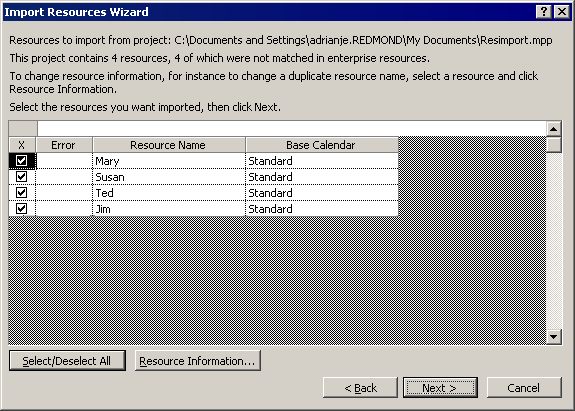 Import Resources Wizard
Resources to import from project: C:\Documents and Settings\adrianje.REDMOND\My Documents\Resimport.mpp
This project contains 4 resources, 4 of which were not matched in enterprise resources.
To change resource information, for instance to change a duplicate resource name, select a resource and click
Resource Information.
Select the resources you want imported, then click Next.
X Error Resource Name Base Calendar
Mary Standard
Susan Standard
Ted Standard
Jim Standard
Select/Deselect All Resource Information...
< Back Next > Cancel